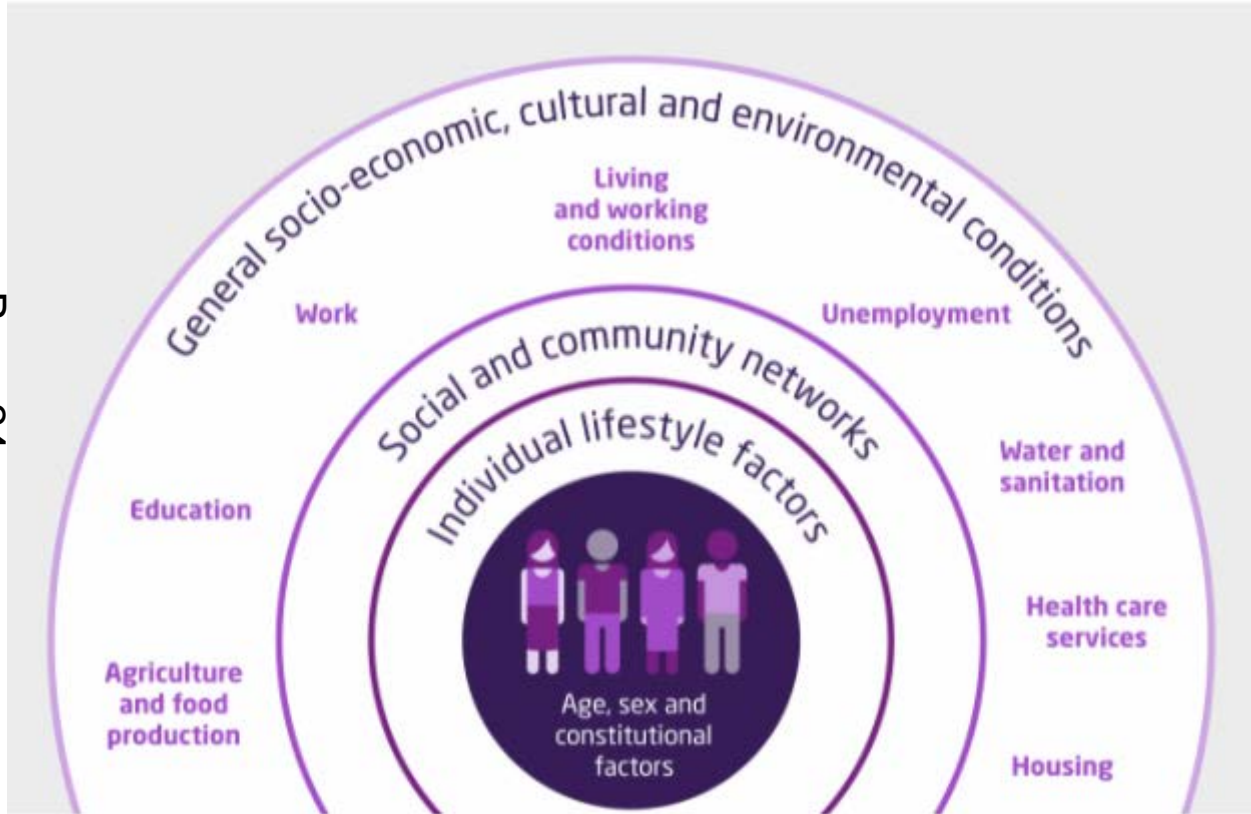 General socio-economic, cultural and environmental conditions
Living
and working
conditions
Work
Unemployment
Social and community networks
Individual lifestyle factors
Water and
sanitation
Education
Health care
services
Agriculture
and food
production
Age, sex and
constitutional
factors
Housing